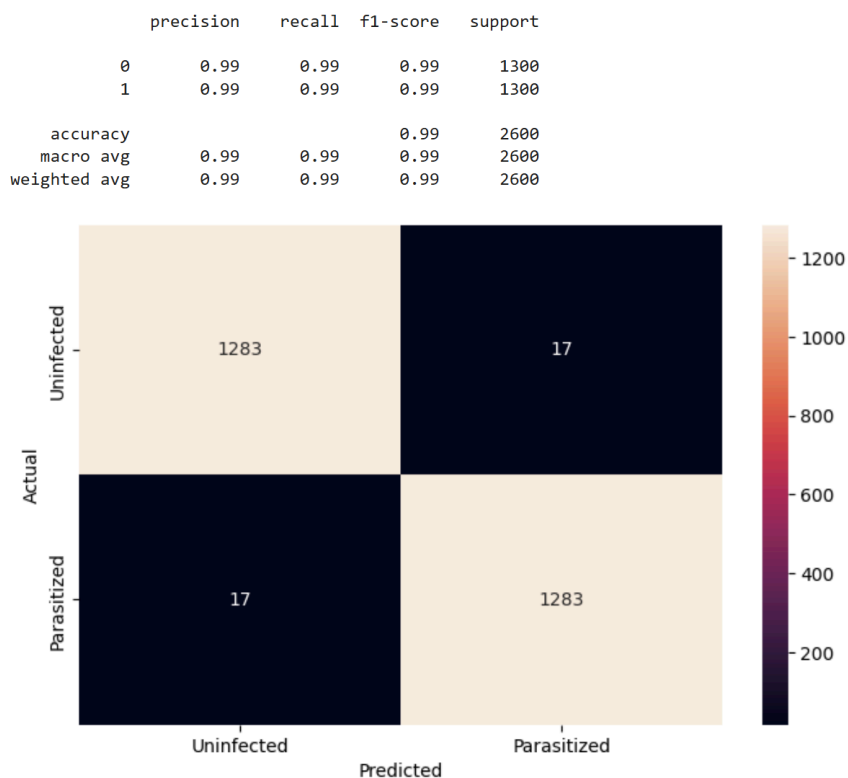 precision recall f1-score support
0 0.99 0.99 0.99 1300
1 0.99 0.99 0.99 1300
accuracy 0.99 2600
macro avg 0.99 0.99 0.99 2600
weighted avg 0.99 0.99 0.99 2600
Uninfected
1283
17
Actual
Parasitized
17
1283
Uninfected
Parasitized
Predicted
1200
1000
800
600
400
200